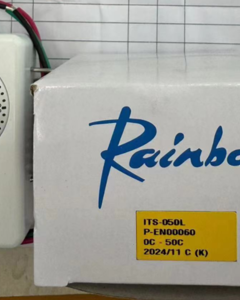 Rainbo
ITS-050L
P-EN00060
0C - 50C
2024/11 C (K)